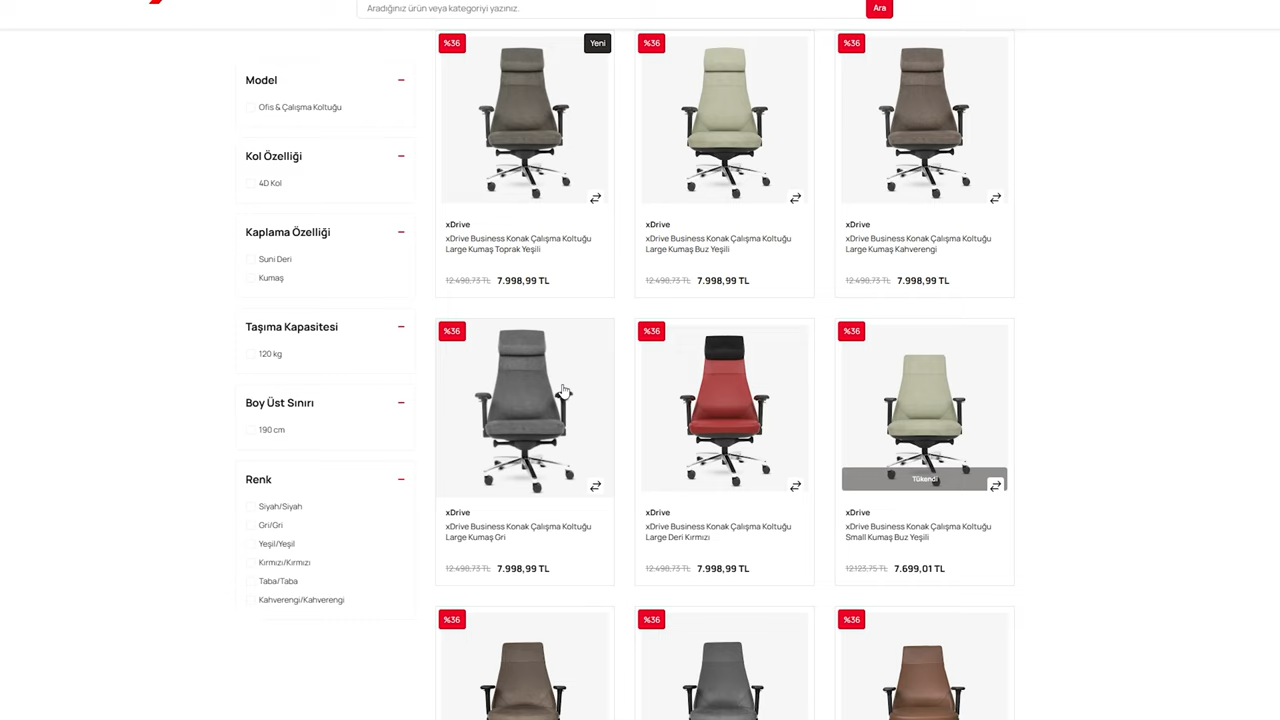 Aradığınız ürün veya kategoriyi yazınız.
Ara
Model
Ofis & Çalışma Koltuğu
Kol Özelliği
4D Kol
Kaplama Özelliği
Suni Deri
Kumaş
Taşıma Kapasitesi
120 kg
Boy Üst Sınırı
190 cm
Renk
Siyah/Siyah
Gri/Gri
Yeşil/Yeşil
Kırmızı/Kırmızı
Taba/Taba
Kahverengi/Kahverengi
%36
Yeni
xDrive
xDrive Business Konak Çalışma Koltuğu
Large Kumaş Toprak Yeşili
12.498,73 TL 7.998,99 TL
%36
xDrive
xDrive Business Konak Çalışma Koltuğu
Large Kumaş Buz Yeşili
12.498,73 TL 7.998,99 TL
%36
xDrive
xDrive Business Konak Çalışma Koltuğu
Large Kumaş Kahverengi
12.498,73 TL 7.998,99 TL
%36
xDrive
xDrive Business Konak Çalışma Koltuğu
Large Kumaş Gri
12.498,73 TL 7.998,99 TL
%36
xDrive
xDrive Business Konak Çalışma Koltuğu
Large Deri Kırmızı
12.498,73 TL 7.998,99 TL
%36
Tükendi
xDrive
xDrive Business Konak Çalışma Koltuğu
Small Kumaş Buz Yeşili
12.123,75 TL 7.699,01 TL
%36
%36
%36